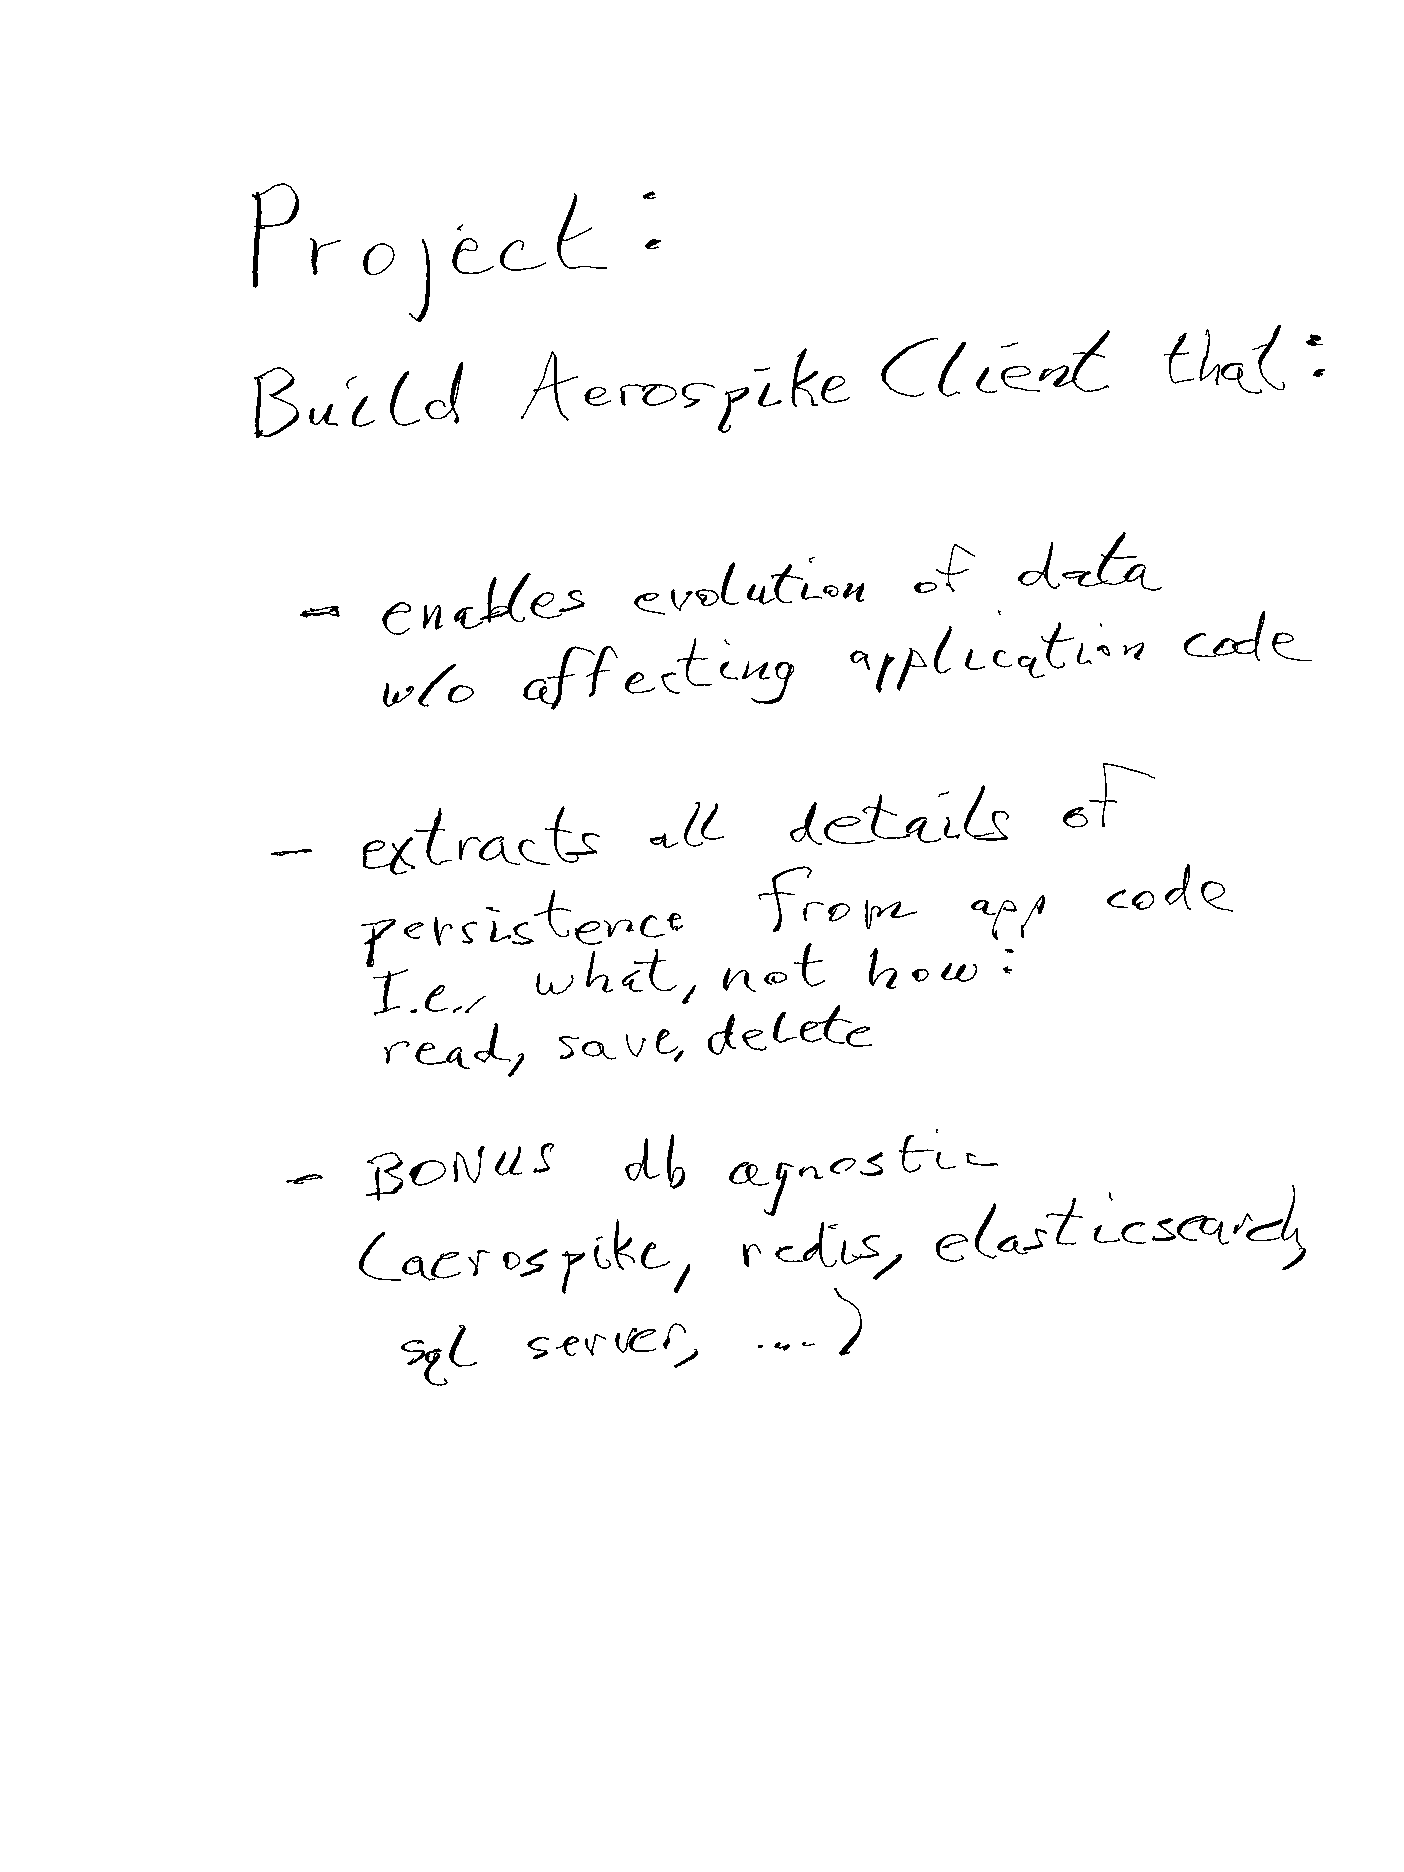 Project:
Build Aerospike Client that:
- enables evolution of data
w/o affecting application code
- extracts all details of
persistence from app code
I.e., what, not how:
read, save, delete
- BONUS db agnostic
(aerospike, redis, elasticsearch,
sql server, ....)